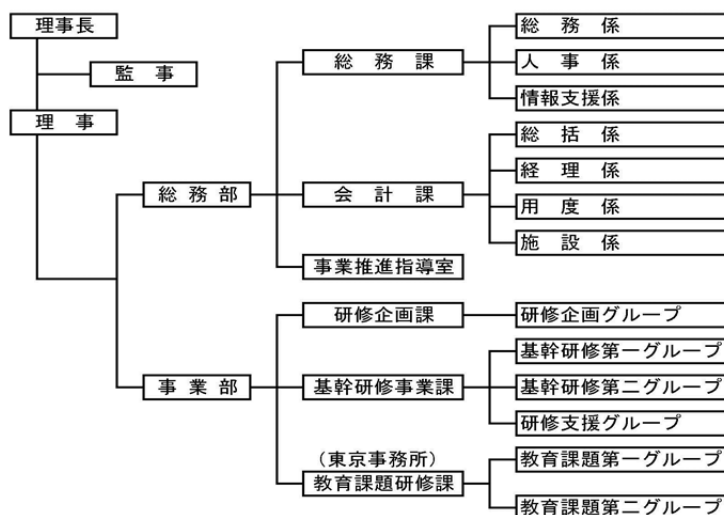 理事長
監事
理事
総務部
総務課
総務係
人事係
情報支援係
会計課
総括係
経理係
用度係
施設係
事業推進指導室
事業部
研修企画課
研修企画グループ
基幹研修事業課
基幹研修第一グループ
基幹研修第二グループ
研修支援グループ
（東京事務所）
教育課題研修課
教育課題第一グループ
教育課題第二グループ